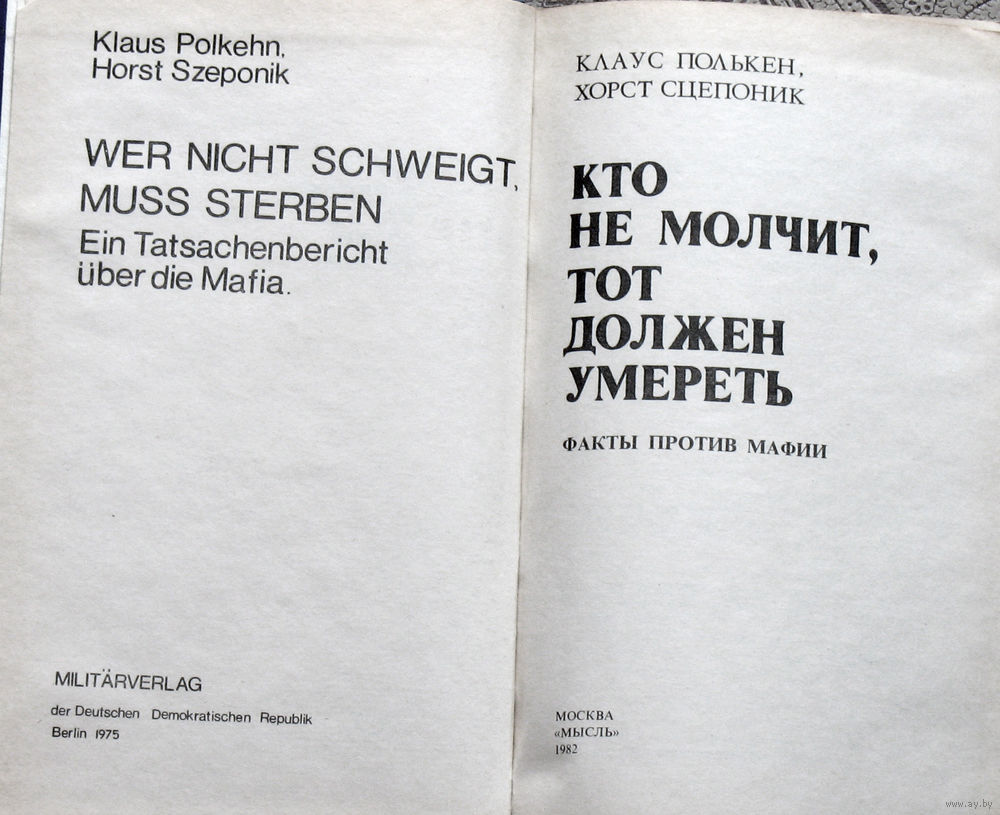 Klaus Polkehn,
Horst Szeponik
WER NICHT SCHWEIGT,
MUSS STERBEN
Ein Tatsachenbericht
über die Mafia.
MILITÄRVERLAG
der Deutschen Demokratischen Republik
Berlin 1975
КЛАУС ПОЛЬКЕН,
ХОРСТ СЦЕПОНИК
КТО
НЕ МОЛЧИТ,
ТОТ
ДОЛЖЕН
УМЕРЕТЬ
ФАКТЫ ПРОТИВ МАФИИ
МОСКВА
«МЫСЛЬ»
1982
www.ay.by